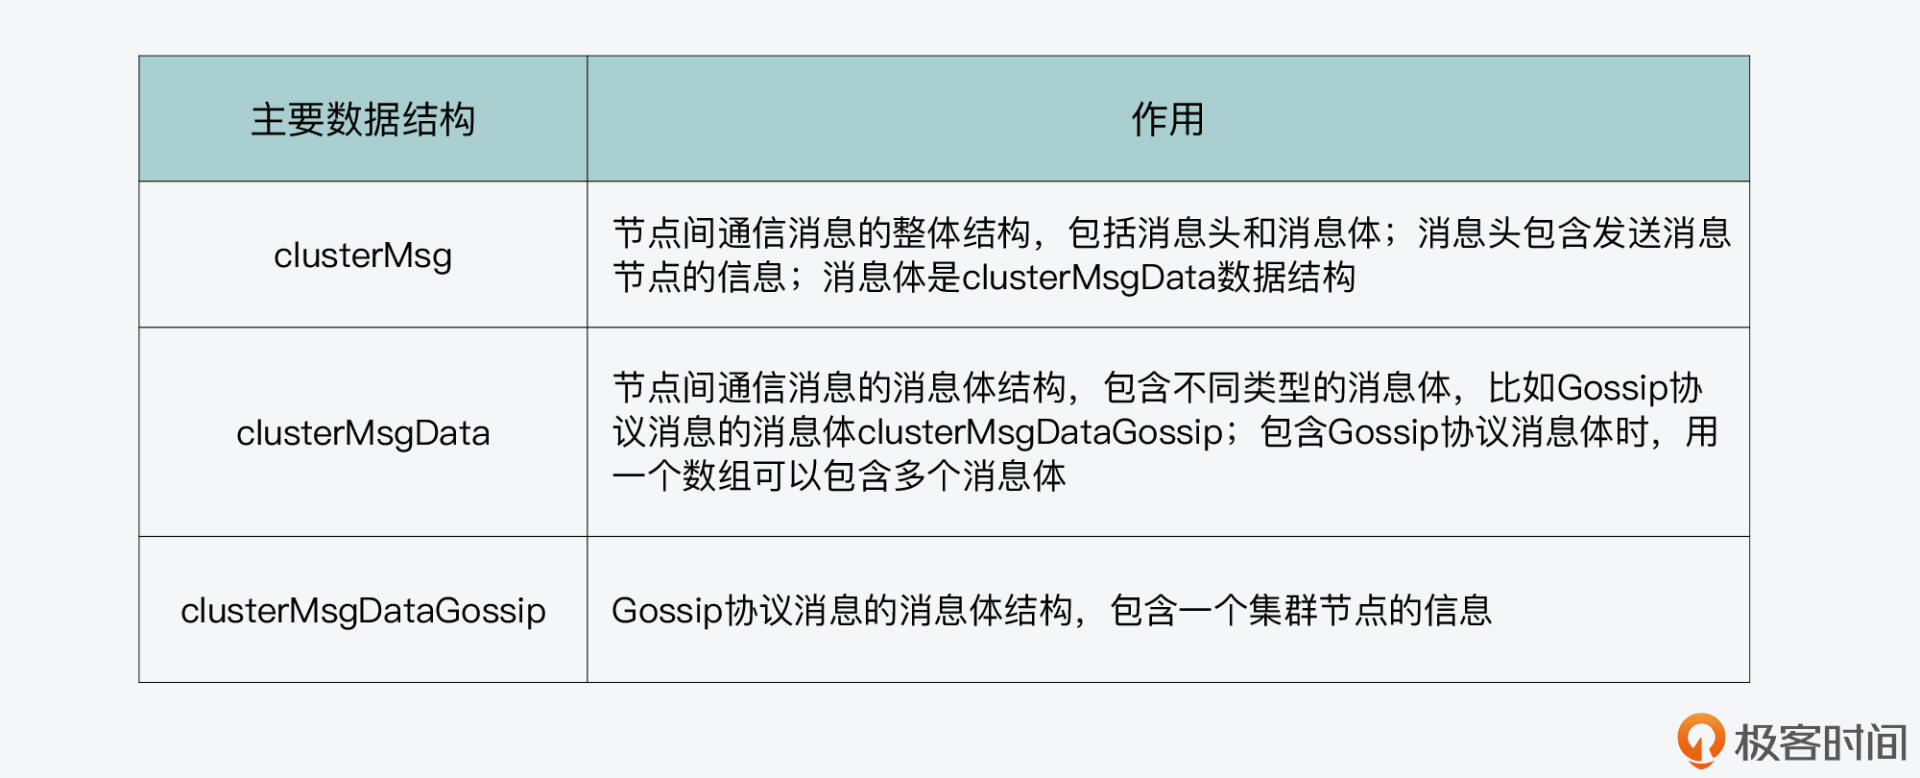 主要数据结构
作用
clusterMsg
节点间通信消息的整体结构，包括消息头和消息体；消息头包含发送消息
节点的信息；消息体是clusterMsgData数据结构
clusterMsgData
节点间通信消息的消息体结构，包含不同类型的消息体，比如Gossip协
议消息的消息体clusterMsgDataGossip；包含Gossip协议消息体时，用
一个数组可以包含多个消息体
clusterMsgDataGossip
Gossip协议消息的消息体结构，包含一个集群节点的信息
极客时间